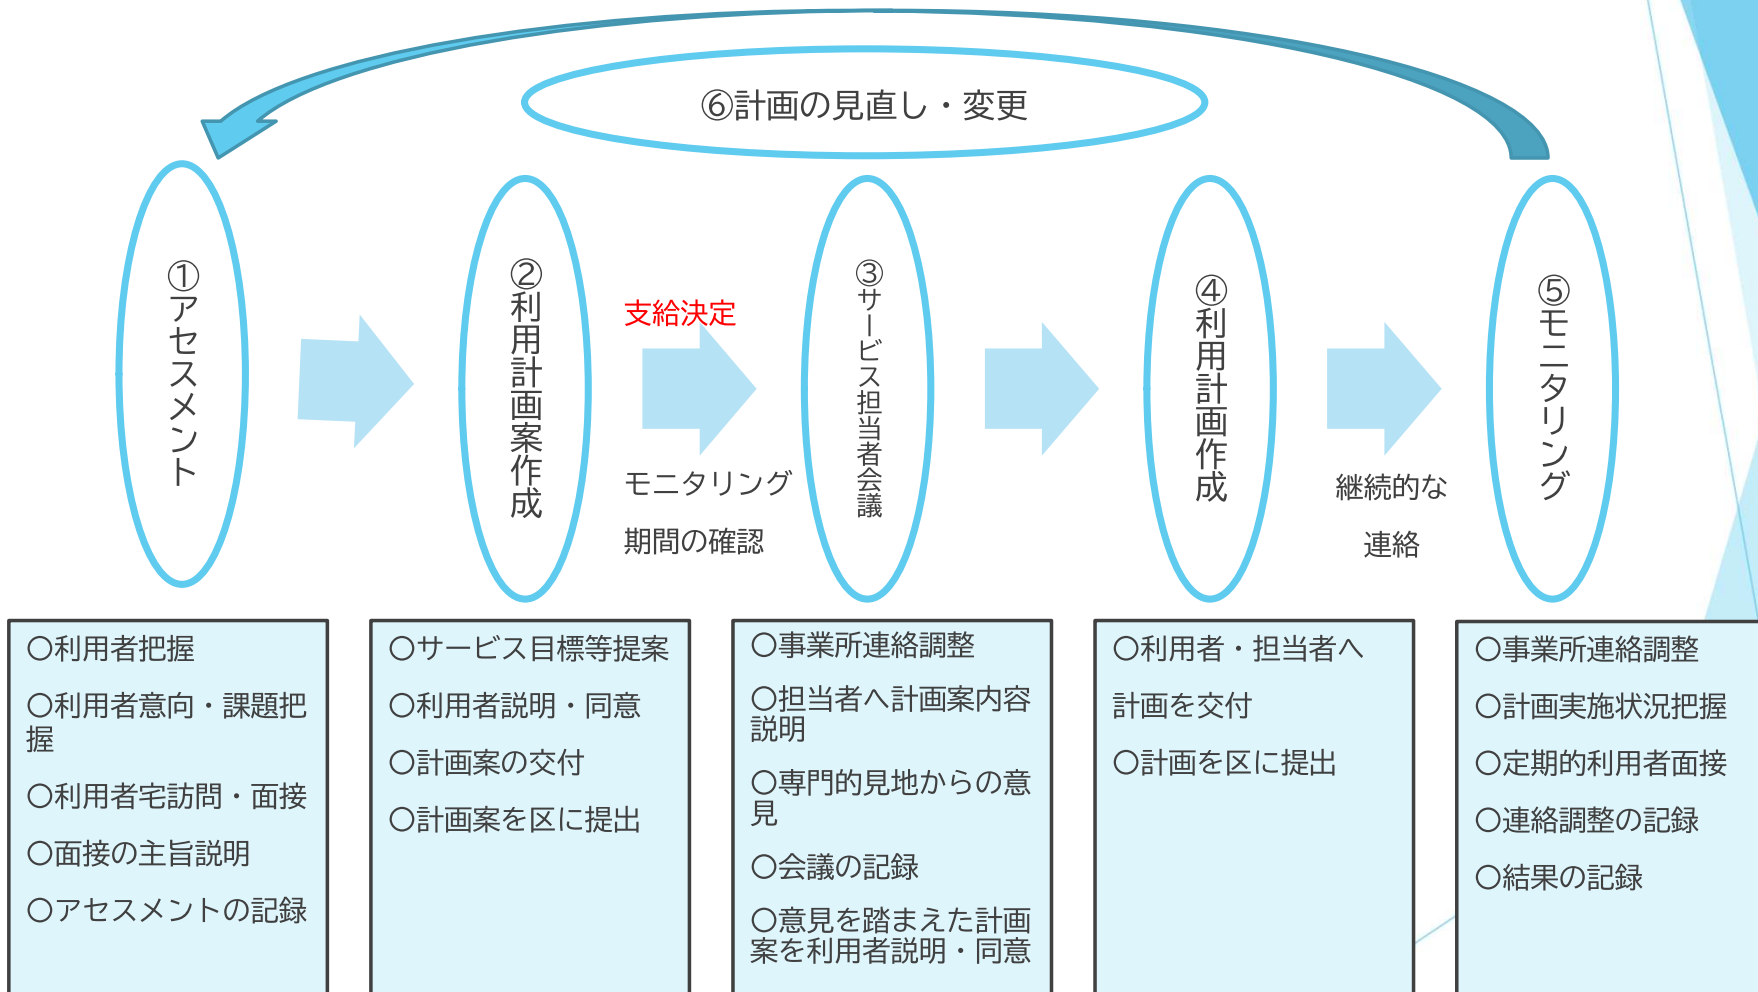 ⑥計画の見直し・変更
①アセスメント
②利用計画案作成
支給決定
モニタリング
期間の確認
③サービス担当者会議
④利用計画作成
継続的な
連絡
⑤モニタリング
〇利用者把握
〇利用者意向・課題把
握
〇利用者宅訪問・面接
〇面接の主旨説明
〇アセスメントの記録
〇サービス目標等提案
〇利用者説明・同意
〇計画案の交付
〇計画案を区に提出
〇事業所連絡調整
〇担当者へ計画案内容
説明
〇専門的見地からの意
見
〇会議の記録
〇意見を踏まえた計画
案を利用者説明・同意
〇利用者・担当者へ
計画を交付
〇計画を区に提出
〇事業所連絡調整
〇計画実施状況把握
〇定期的利用者面接
〇連絡調整の記録
〇結果の記録